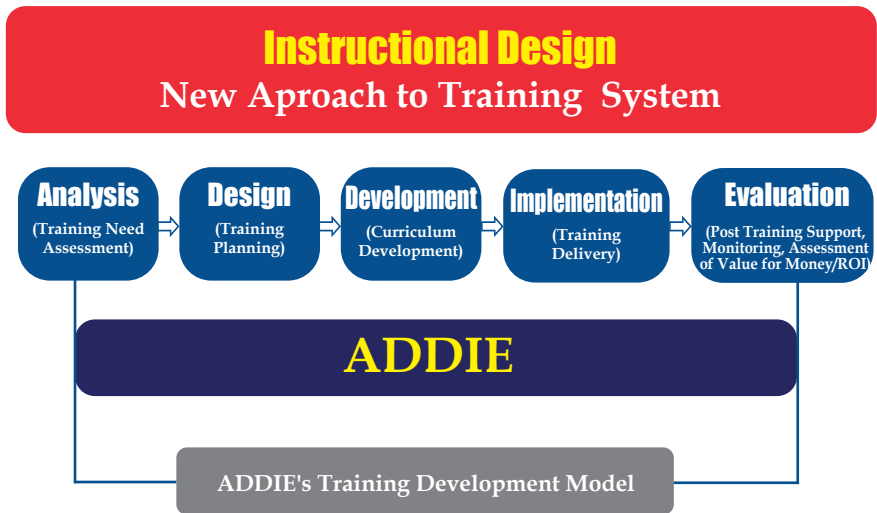 Instructional Design
New Aproach to Training System
Analysis
(Training Need
Assessment)
Design
(Training
Planning)
Development
(Curriculum
Development)
Implementation
(Training
Delivery)
Evaluation
(Post Training Support,
Monitoring, Assessment
of Value for Money/ROI)
ADDIE
ADDIE's Training Development Model